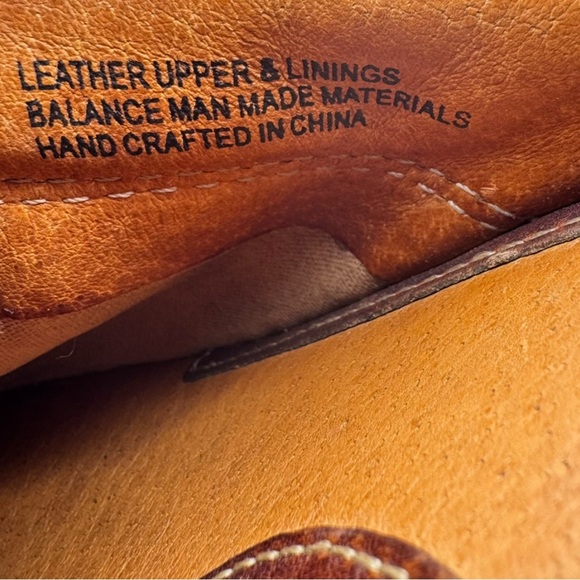 LEATHER UPPER & LININGS
BALANCE MAN MADE MATERIALS
HAND CRAFTED IN CHINA